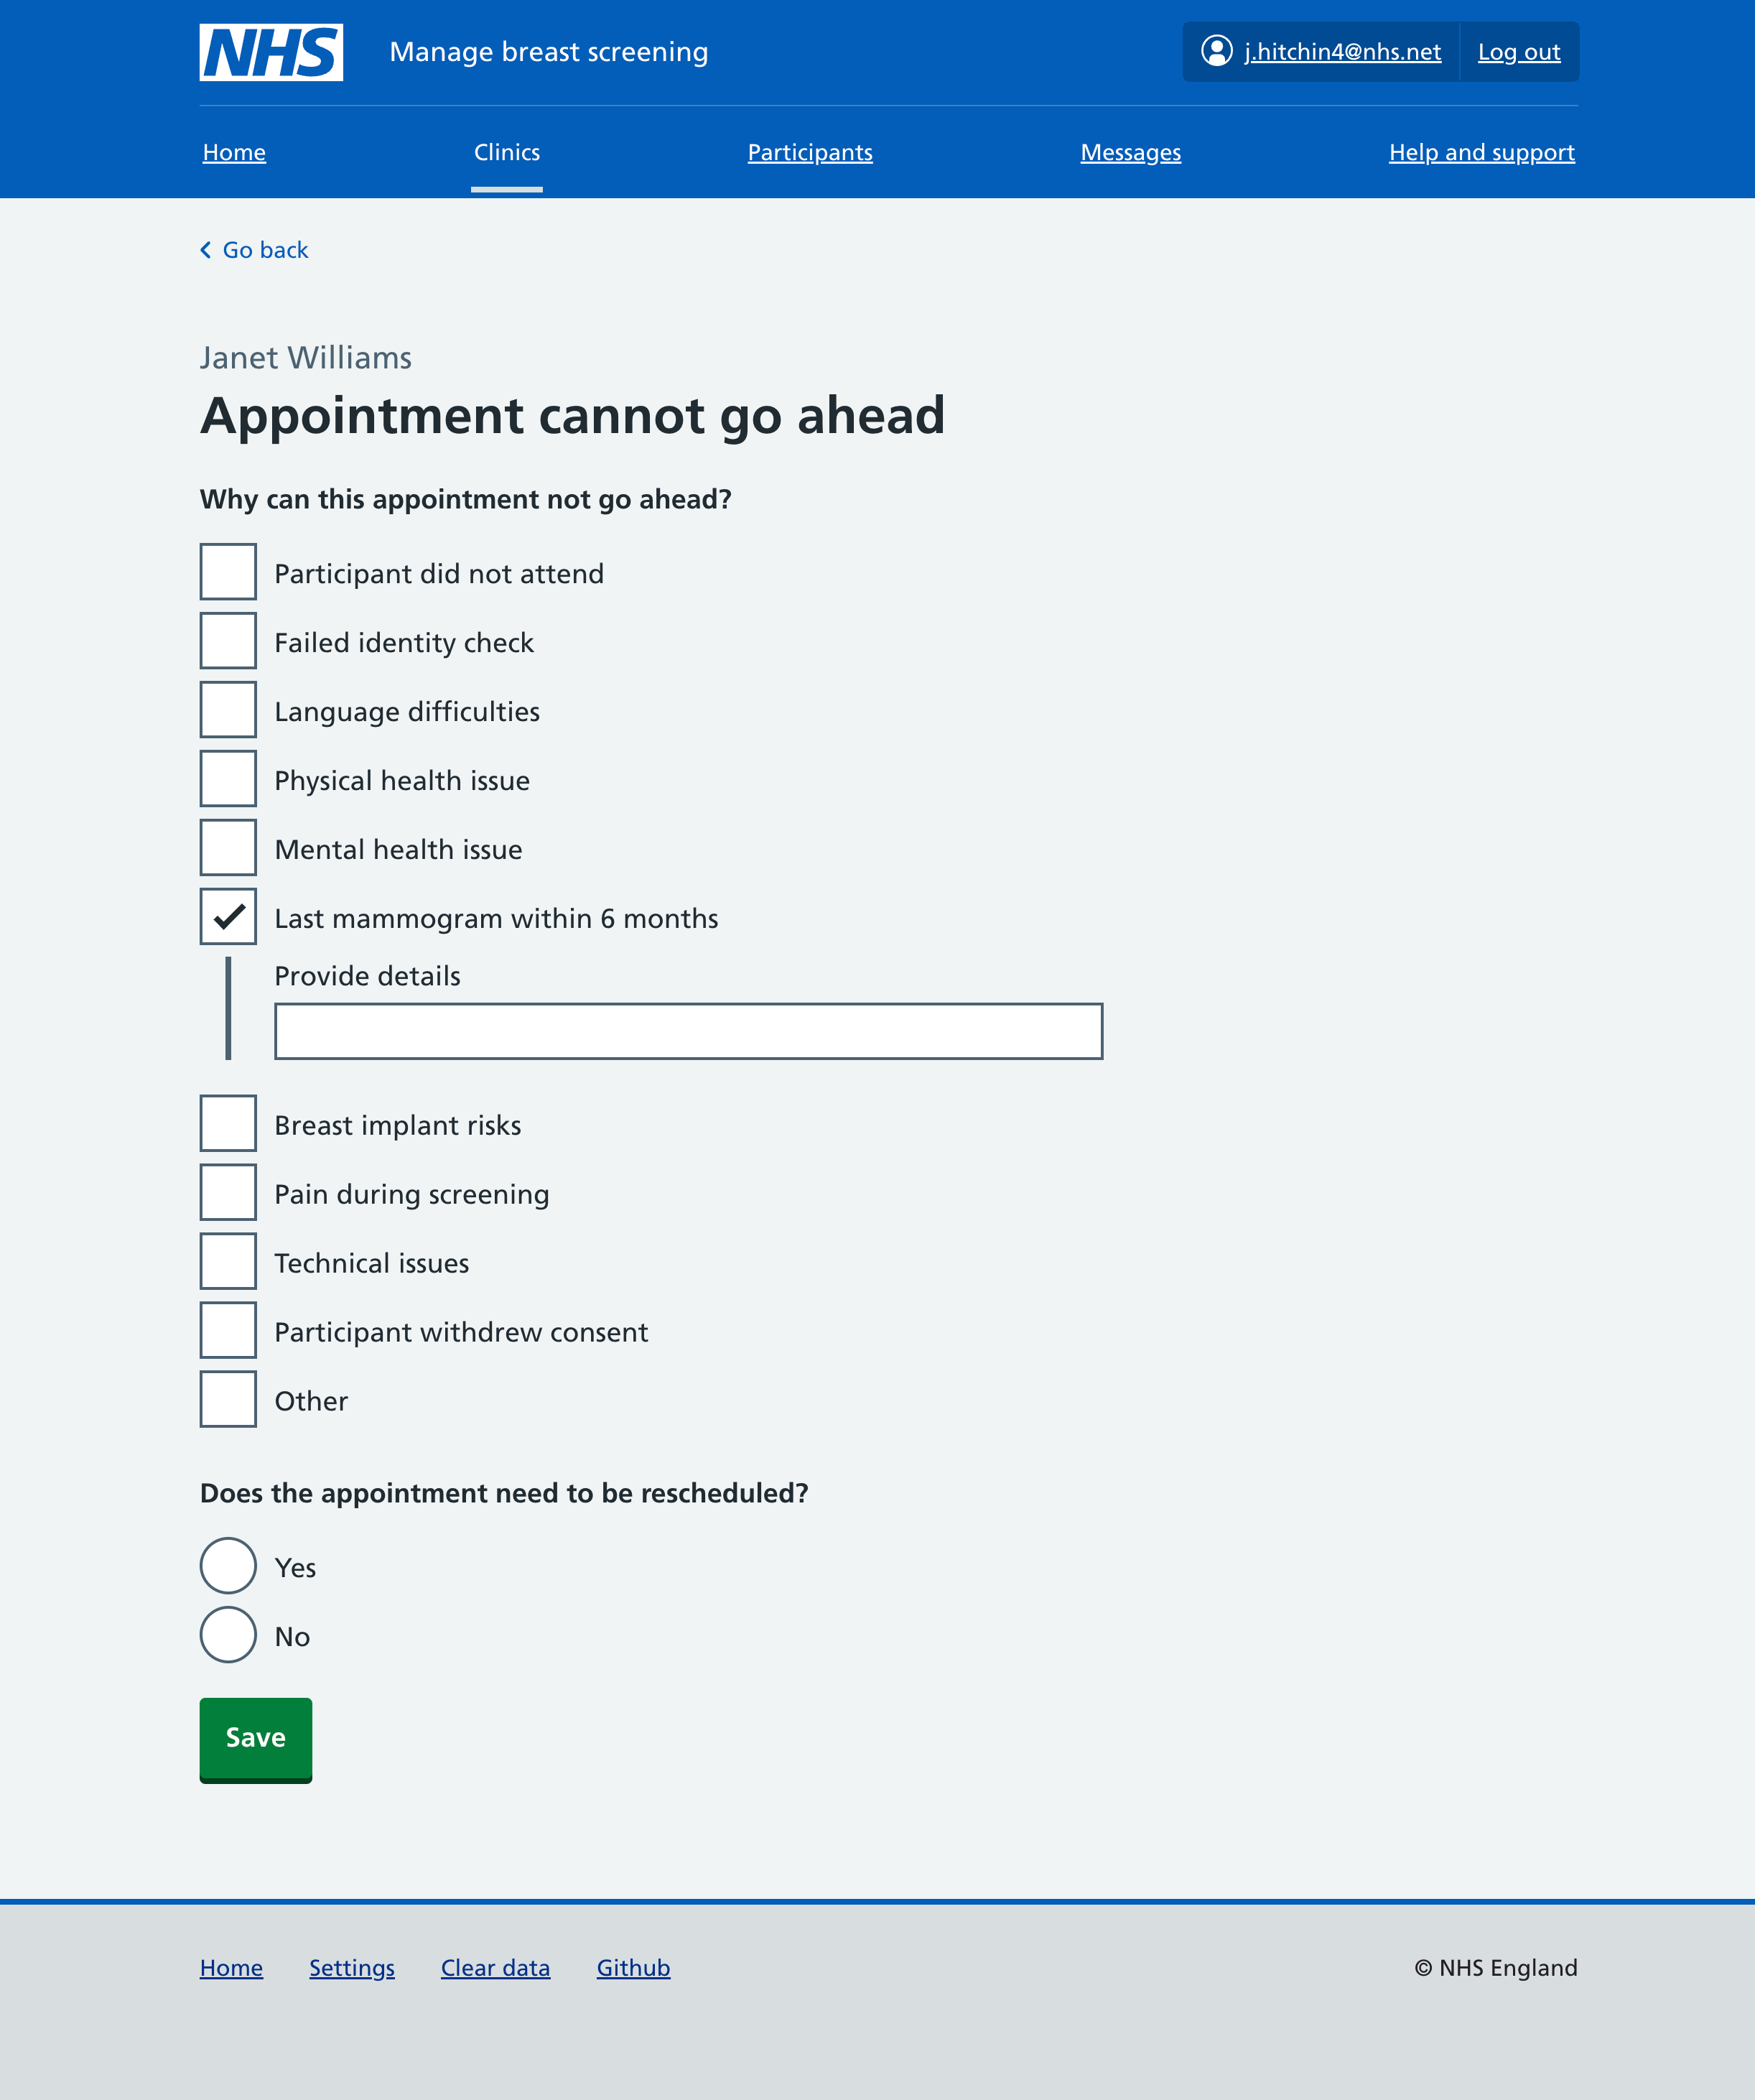 NHS
Manage breast screening
j.hitchin4@nhs.net
Log out
Home
Clinics
Participants
Messages
Help and support
Go back
Janet Williams
Appointment cannot go ahead
Why can this appointment not go ahead?
Participant did not attend
Failed identity check
Language difficulties
Physical health issue
Mental health issue
Last mammogram within 6 months
Provide details
Breast implant risks
Pain during screening
Technical issues
Participant withdrew consent
Other
Does the appointment need to be rescheduled?
Yes
No
Save
Home
Settings
Clear data
Github
© NHS England